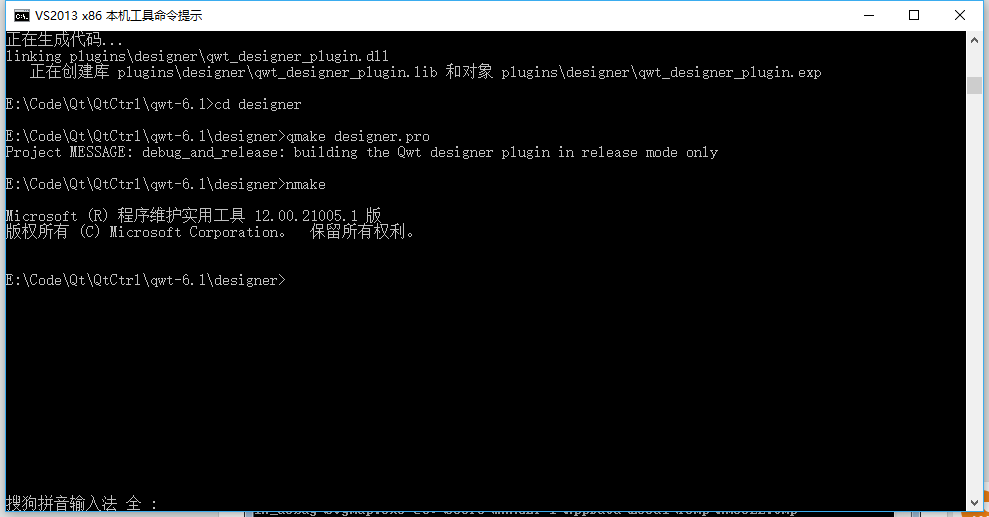 VS2013 x86 本机工具命令提示
正在生成代码...
linking plugins\designer\qwt_designer_plugin.dll
正在创建库 plugins\designer\qwt_designer_plugin.lib 和对象 plugins\designer\qwt_designer_plugin.exp
E:\Code\Qt\QtCtrl\qwt-6.1>cd designer
E:\Code\Qt\QtCtrl\qwt-6.1\designer>qmake designer.pro
Project MESSAGE: debug_and_release: building the Qwt designer plugin in release mode only
E:\Code\Qt\QtCtrl\qwt-6.1\designer>nmake
Microsoft (R) 程序维护实用工具 12.00.21005.1 版
版权所有 (C) Microsoft Corporation。  保留所有权利。
E:\Code\Qt\QtCtrl\qwt-6.1\designer>
搜狗拼音输入法 全 :